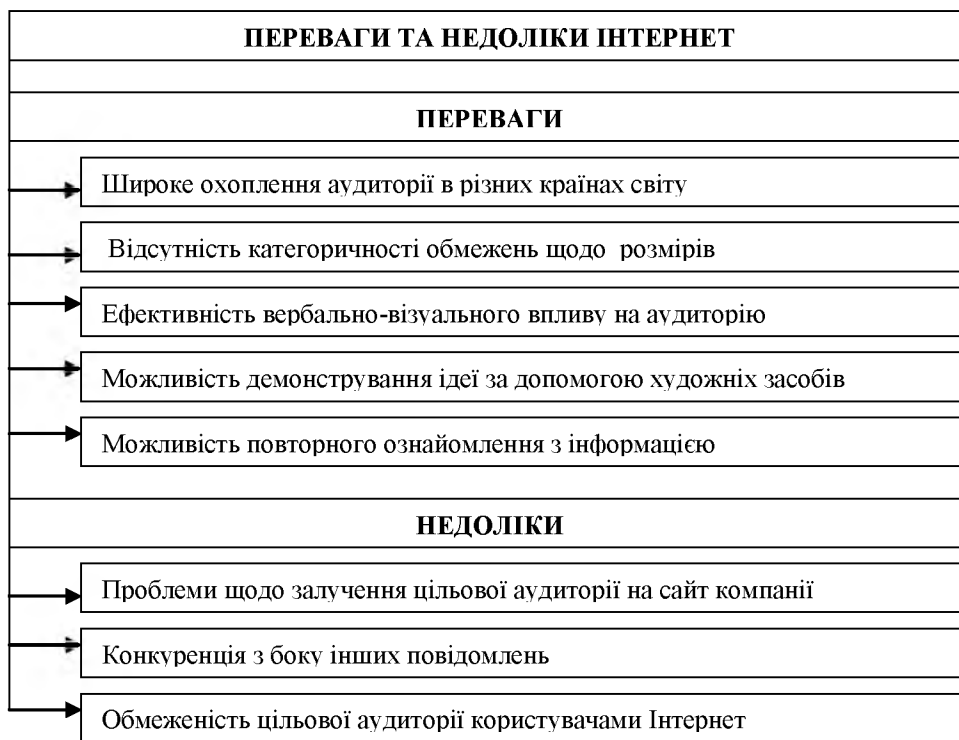 ПЕРЕВАГИ ТА НЕДОЛІКИ ІНТЕРНЕТ
ПЕРЕВАГИ
Широке охоплення аудиторії в різних країнах світу
Відсутність категоричності обмежень щодо розмірів
Ефективність вербально-візуального впливу на аудиторію
Можливість демонстрування ідеї за допомогою художніх засобів
Можливість повторного ознайомлення з інформацією
НЕДОЛІКИ
Проблеми щодо залучення цільової аудиторії на сайт компанії
Конкуренція з боку інших повідомлень
Обмеженість цільової аудиторії користувачами Інтернет